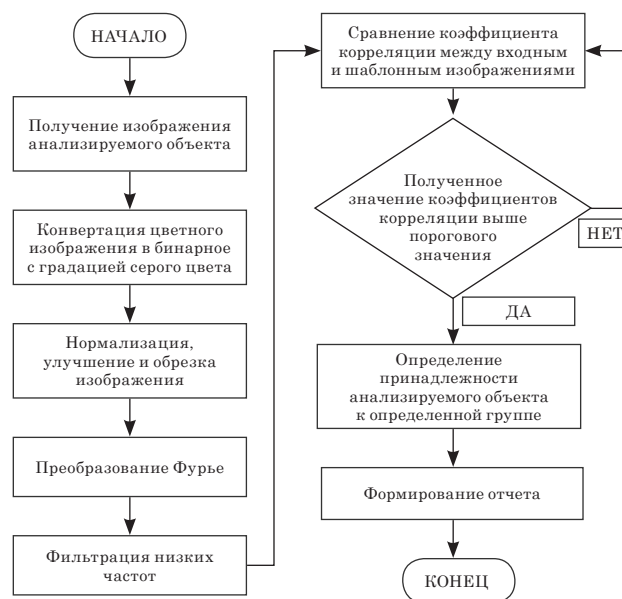 НАЧАЛО
Получение изображения
анализируемого объекта
Конвертация цветного
изображения в бинарное
с градацией серого цвета
Нормализация,
улучшение и обрезка
изображения
Преобразование Фурье
Фильтрация низких
частот
Сравнение коэффициента
корреляции между входным
и шаблонным изображениями
Полученное
значение коэффициентов
корреляции выше
порогового
значения
НЕТ
ДА
Определение
принадлежности
анализируемого объекта
к определенной группе
Формирование отчета
КОНЕЦ